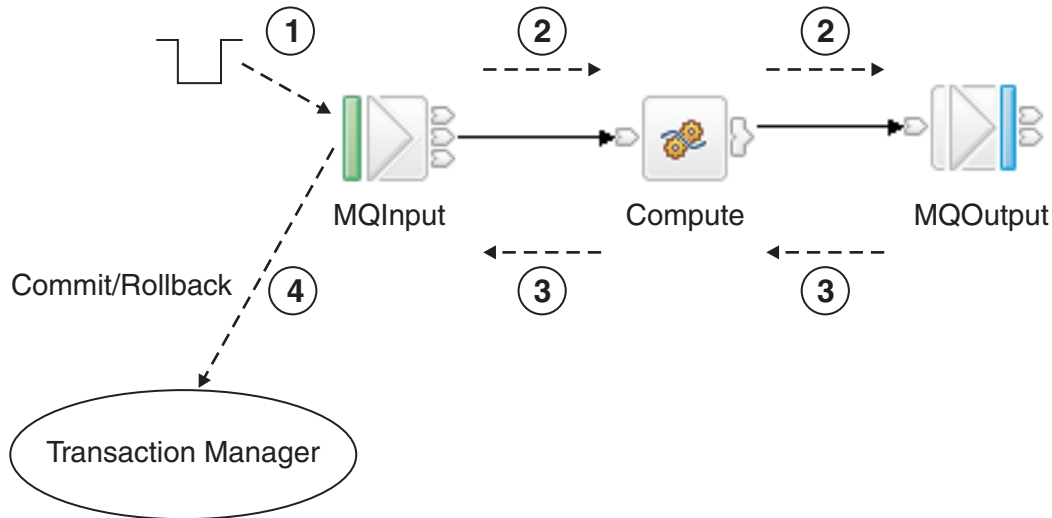 1
2
2
MQInput
Compute
MQOutput
Commit/Rollback
4
3
3
Transaction Manager